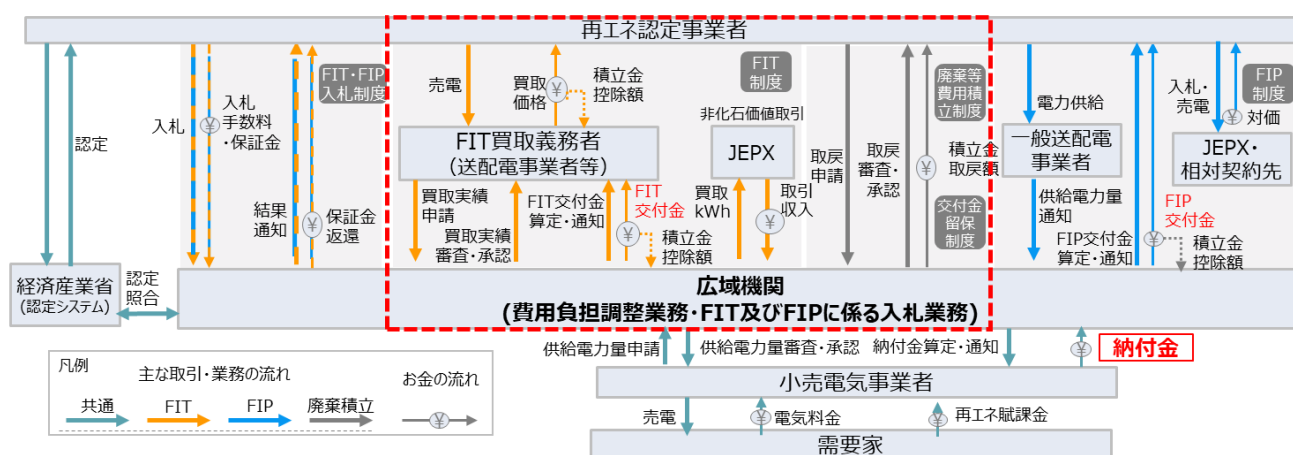 再エネ認定事業者
認定
入札
入札
手数料
・保証金
結果
通知
保証金
返還
FIT・FIP
入札制度
売電
買取
価格
積立金
控除額
FIT
制度
FIT買取義務者
(送配電事業者等)
非化石価値取引
JEPX
買取実績
申請
買取実績
審査・承認
FIT交付金
算定・通知
FIT
交付金
積立金
控除額
買取
kWh
取引
収入
取戻
申請
取戻
審査・承認
廃棄等
費用積
立制度
積立金
取戻額
交付金
留保
制度
電力供給
一般送配電
事業者
供給電力量
通知
FIP交付金
算定・通知
FIP
交付金
積立金
控除額
入札・
売電
FIP
制度
対価
JEPX・
相対契約先
経済産業省
(認定システム)
認定
照合
広域機関
(費用負担調整業務・FIT及びFIPに係る入札業務)
供給電力量申請
供給電力量審査・承認
納付金算定・通知
納付金
小売電気事業者
売電
電気料金
再エネ賦課金
需要家
凡例
主な取引・業務の流れ
お金の流れ
共通
FIT
FIP
廃棄積立
¥